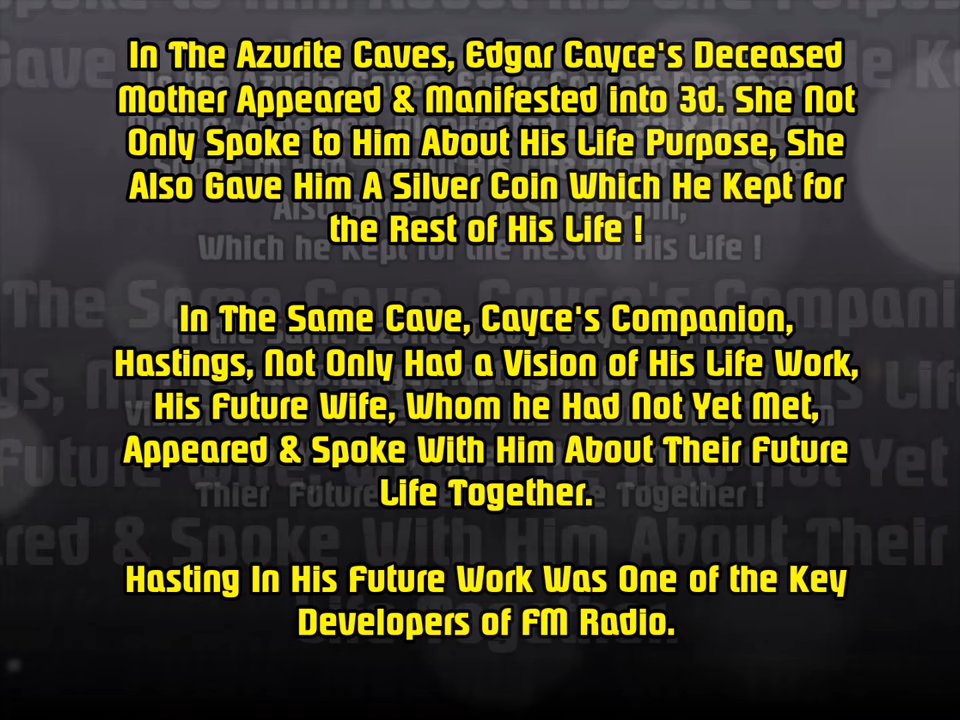 In The Azurite Caves, Edgar Cayce's Deceased
Mother Appeared & Manifested into 3d. She Not
Only Spoke to Him About His Life Purpose, She
Also Gave Him A Silver Coin Which He Kept for
the Rest of His Life !
In The Same Cave, Cayce's Companion,
Hastings, Not Only Had a Vision of His Life Work,
His Future Wife, Whom he Had Not Yet Met,
Appeared & Spoke With Him About Their Future
Life Together.
Hasting In His Future Work Was One of the Key
Developers of FM Radio.